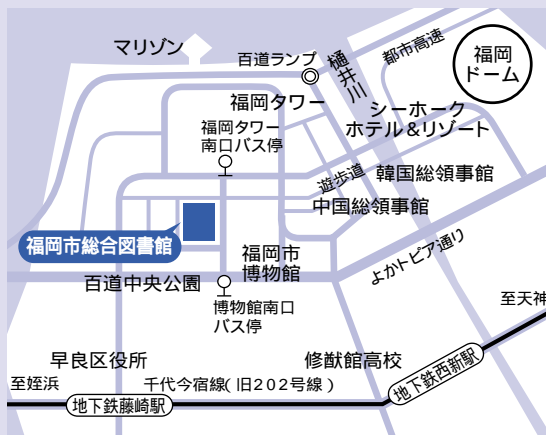 マリゾン
百道ランプ
樋井川
都市高速
福岡
ドーム
福岡タワー
シーホーク
ホテル&リゾート
福岡タワー
南口バス停
遊歩道
韓国総領事館
中国総領事館
福岡市総合図書館
福岡市
博物館
よかトピア通り
百道中央公園
博物館南口
バス停
至天神
早良区役所
修猷館高校
地下鉄西新駅
至姪浜
千代今宿線(旧202号線)
地下鉄藤崎駅